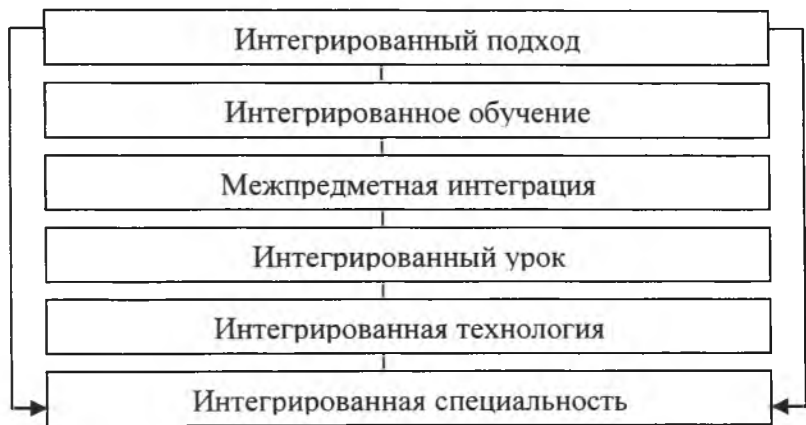 Интегрированный подход
Интегрированное обучение
Межпредметная интеграция
Интегрированный урок
Интегрированная технология
Интегрированная специальность